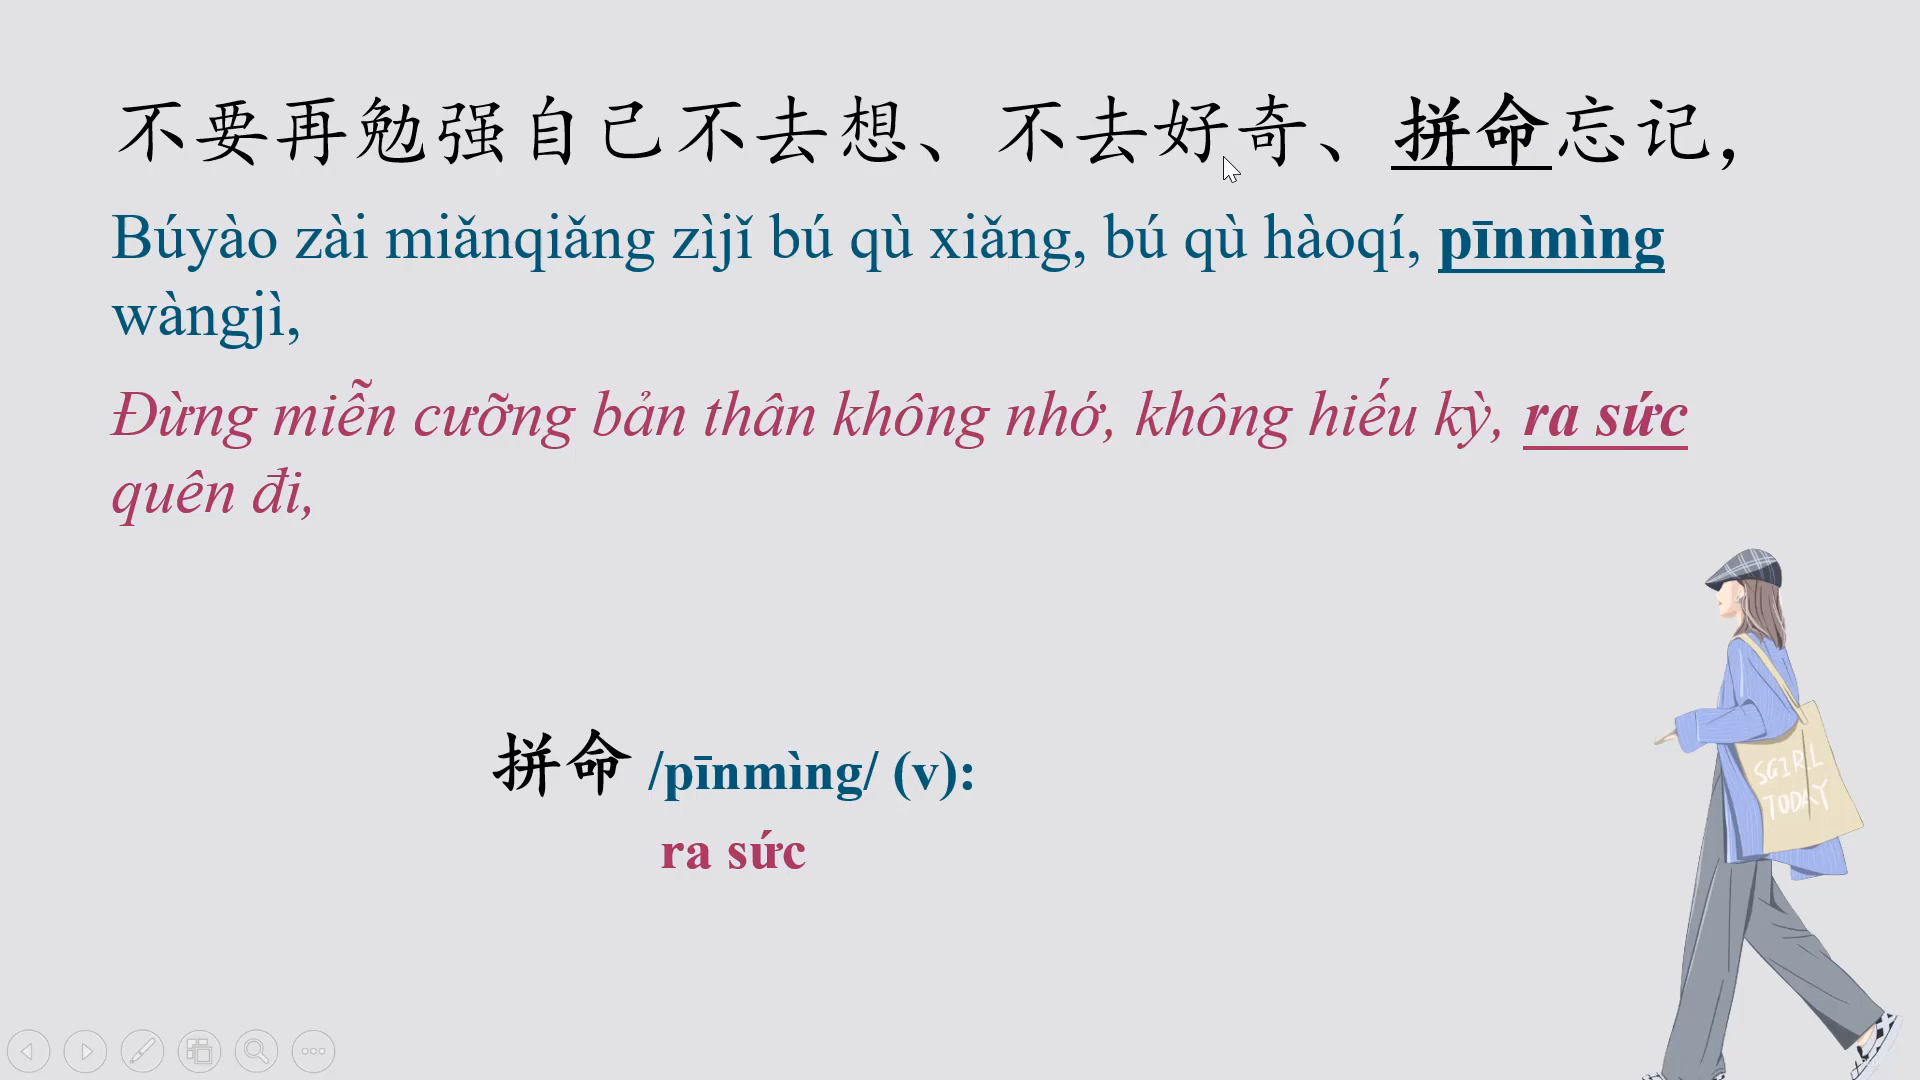 不要再勉强自己不去想、不去好奇、拼命忘记，
Búyào zài miǎnqiǎng zìjǐ bú qù xiǎng, bú qù hàoqí, pīnmìng
wàngjì,
Đừng miễn cưỡng bản thân không nhớ, không hiếu kỳ, ra sức
quên đi,
拼命 /pīnmìng/ (v):
ra sức
SGIRL
TODAY